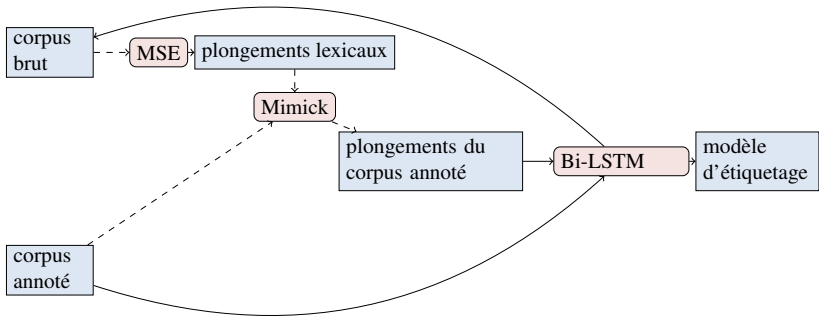 corpus
brut
MSE
plongements lexicaux
Mimick
plongements du
corpus annoté
Bi-LSTM
modèle
d'étiquetage
corpus
annoté